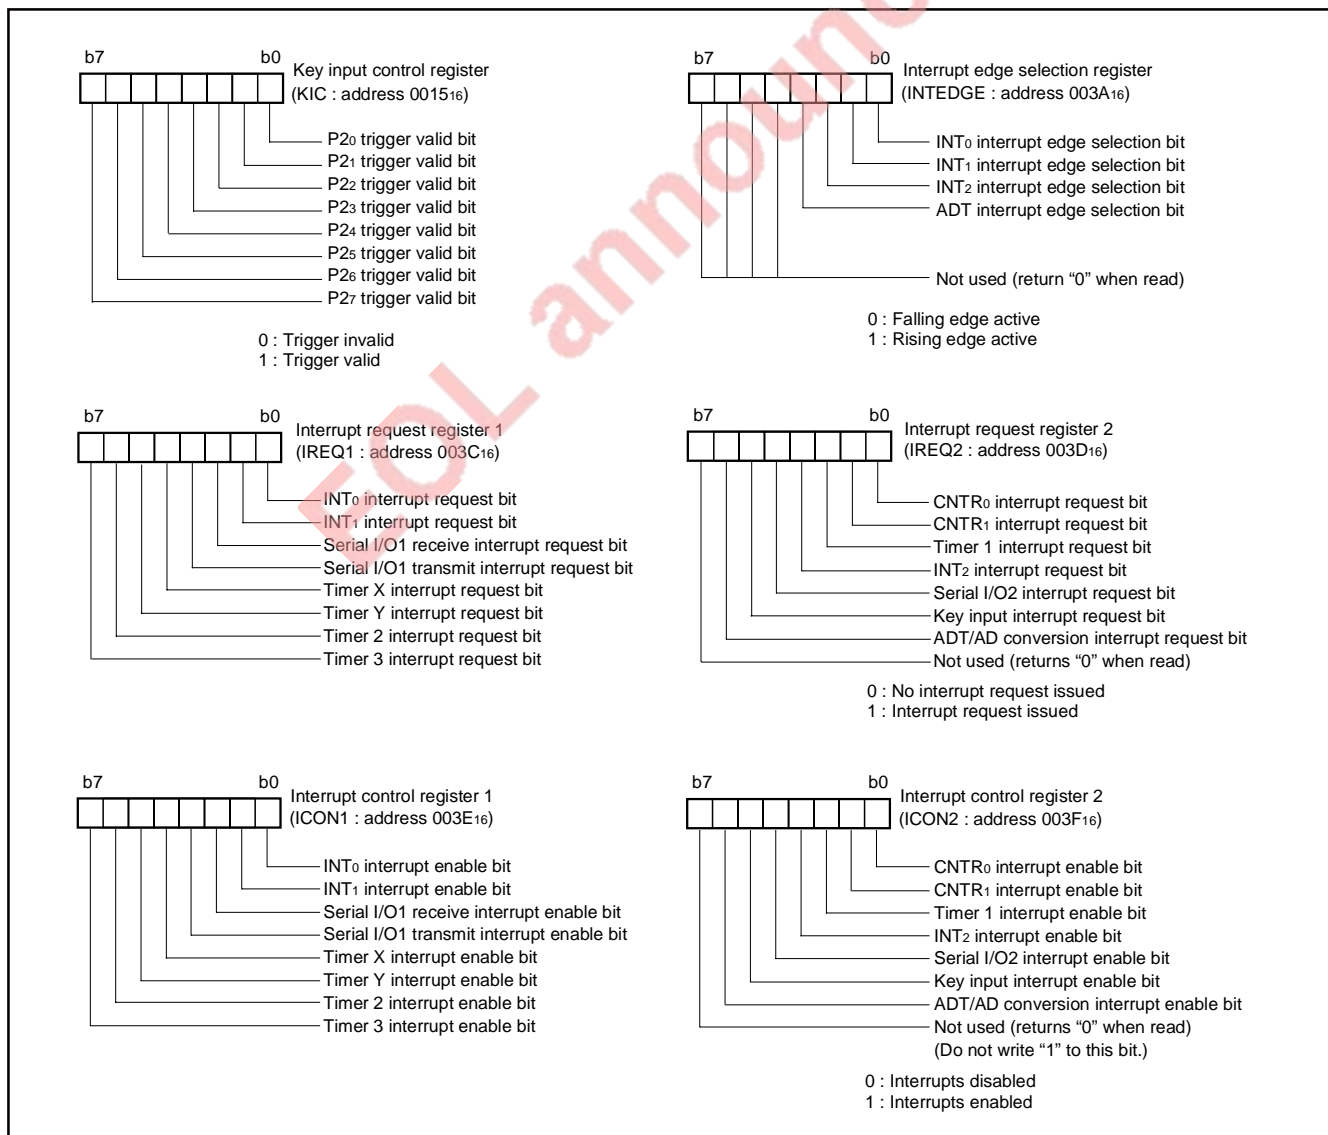 b7 b0
Key input control register
(KIC : address 0015₁₆)
P2₀ trigger valid bit
P2₁ trigger valid bit
P2₂ trigger valid bit
P2₃ trigger valid bit
P2₄ trigger valid bit
P2₅ trigger valid bit
P2₆ trigger valid bit
P2₇ trigger valid bit
0 : Trigger invalid
1 : Trigger valid
b7 b0
Interrupt edge selection register
(INTEDGE : address 003A₁₆)
INT₀ interrupt edge selection bit
INT₁ interrupt edge selection bit
INT₂ interrupt edge selection bit
ADT interrupt edge selection bit
Not used (return “0” when read)
0 : Falling edge active
1 : Rising edge active
b7 b0
Interrupt request register 1
(IREQ1 : address 003C₁₆)
INT₀ interrupt request bit
INT₁ interrupt request bit
Serial I/O1 receive interrupt request bit
Serial I/O1 transmit interrupt request bit
Timer X interrupt request bit
Timer Y interrupt request bit
Timer 2 interrupt request bit
Timer 3 interrupt request bit
b7 b0
Interrupt request register 2
(IREQ2 : address 003D₁₆)
CNTR₀ interrupt request bit
CNTR₁ interrupt request bit
Timer 1 interrupt request bit
INT₂ interrupt request bit
Serial I/O2 interrupt request bit
Key input interrupt request bit
ADT/AD conversion interrupt request bit
Not used (returns “0” when read)
0 : No interrupt request issued
1 : Interrupt request issued
b7 b0
Interrupt control register 1
(ICON1 : address 003E₁₆)
INT₀ interrupt enable bit
INT₁ interrupt enable bit
Serial I/O1 receive interrupt enable bit
Serial I/O1 transmit interrupt enable bit
Timer X interrupt enable bit
Timer Y interrupt enable bit
Timer 2 interrupt enable bit
Timer 3 interrupt enable bit
b7 b0
Interrupt control register 2
(ICON2 : address 003F₁₆)
CNTR₀ interrupt enable bit
CNTR₁ interrupt enable bit
Timer 1 interrupt enable bit
INT₂ interrupt enable bit
Serial I/O2 interrupt enable bit
Key input interrupt enable bit
ADT/AD conversion interrupt enable bit
Not used (returns “0” when read)
(Do not write “1” to this bit.)
0 : Interrupts disabled
1 : Interrupts enabled
EOL